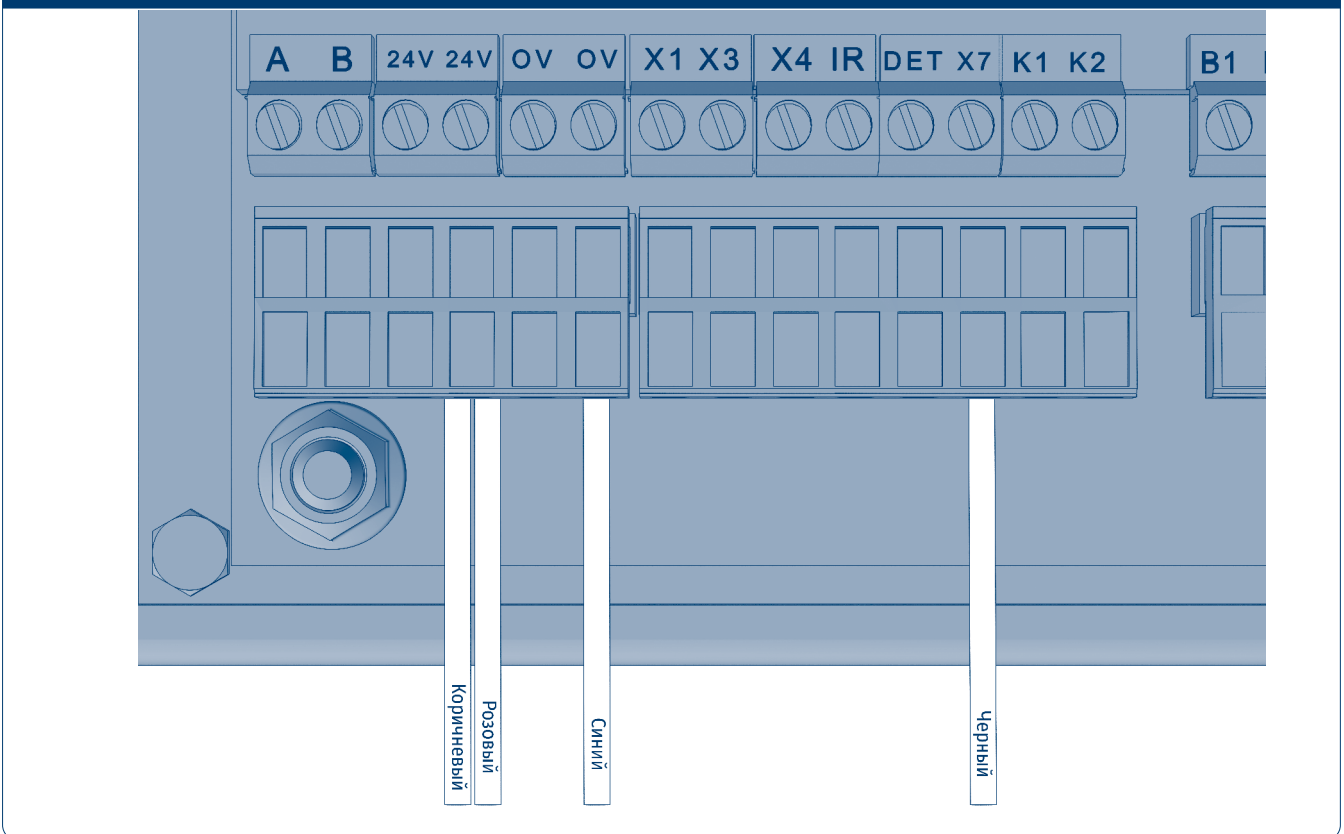 A B 24V 24V OV OV X1 X3 X4 IR DET X7 K1 K2 B1
Коричневый
Розовый
Синий
Черный